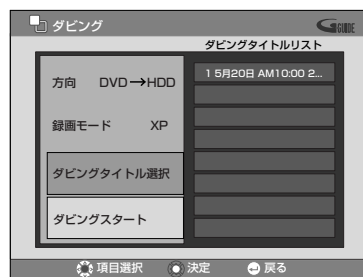 ダビング
GGUIDE
ダビングタイトルリスト
1 5月20日 AM10:00 2...
方向 DVD→HDD
録画モード XP
ダビングタイトル選択
ダビングスタート
項目選択 決定 戻る